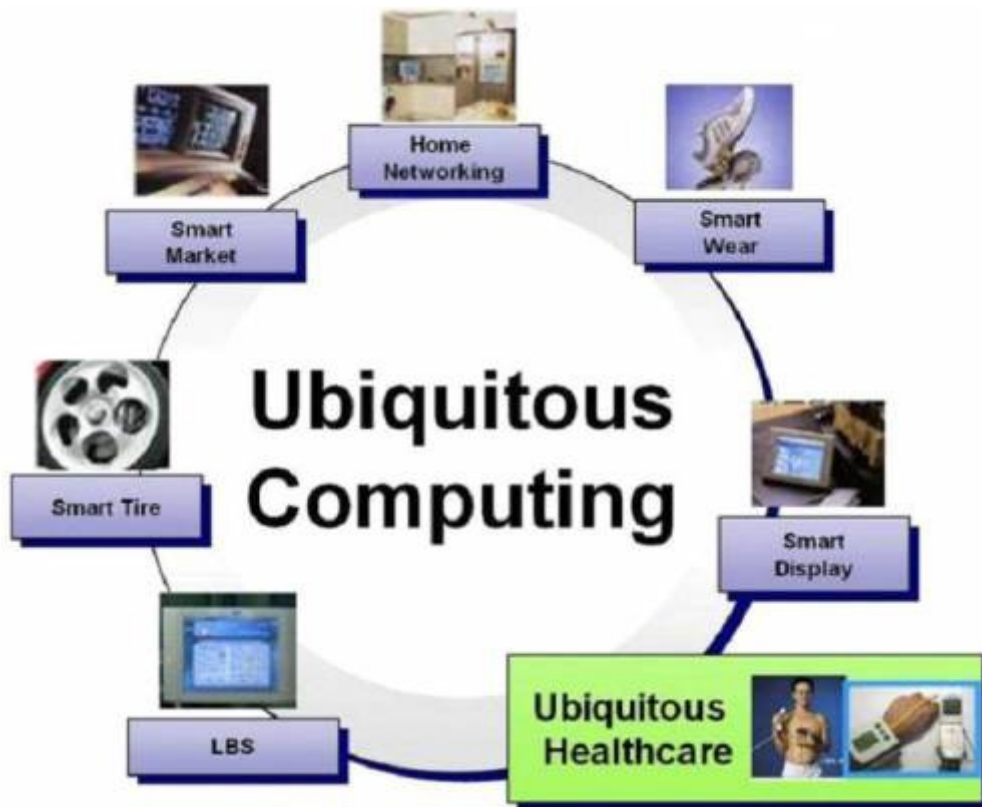 Home
Networking
Smart
Market
Smart
Wear
Ubiquitous
Computing
Smart Tire
Smart
Display
LBS
Ubiquitous
Healthcare